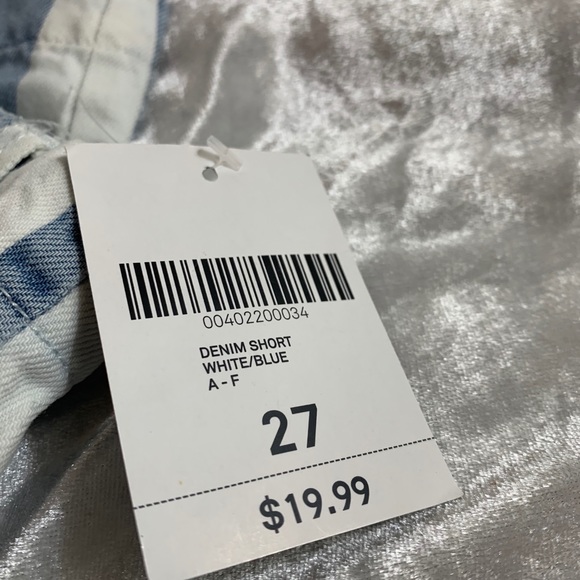 00402200034
DENIM SHORT
WHITE/BLUE
A - F
27
$19.99